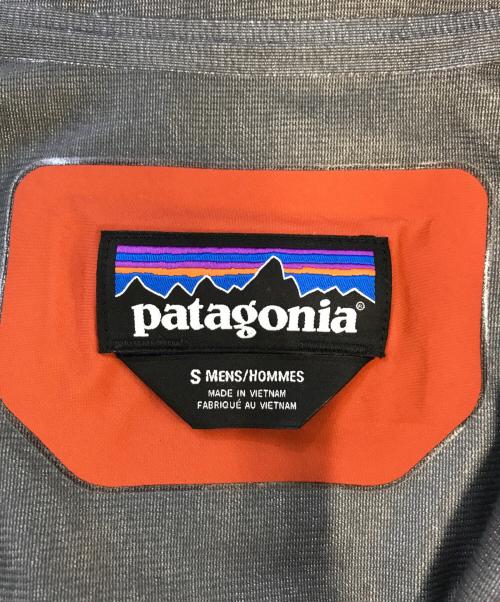 patagonia®
S MENS/HOMMES
MADE IN VIETNAM
FABRIQUÉ AU VIETNAM